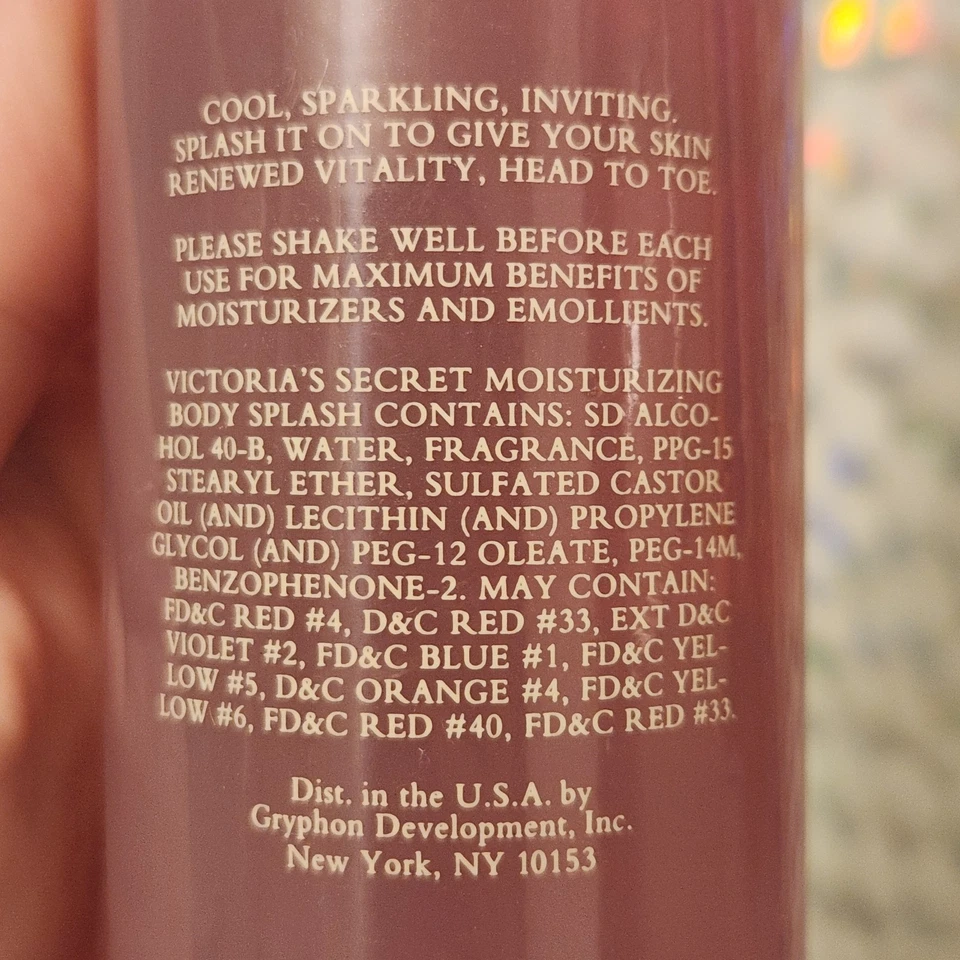 COOL, SPARKLING, INVITING.
SPLASH IT ON TO GIVE YOUR SKIN
RENEWED VITALITY, HEAD TO TOE.
PLEASE SHAKE WELL BEFORE EACH
USE FOR MAXIMUM BENEFITS OF
MOISTURIZERS AND EMOLLIENTS.
VICTORIA'S SECRET MOISTURIZING
BODY SPLASH CONTAINS: SD ALCO-
HOL 40-B, WATER, FRAGRANCE, PPG-15
STEARYL ETHER, SULFATED CASTOR
OIL (AND) LECITHIN (AND) PROPYLENE
GLYCOL (AND) PEG-12 OLEATE, PEG-14M,
BENZOPHENONE-2. MAY CONTAIN:
FD&C RED #4, D&C RED #33, EXT D&C
VIOLET #2, FD&C BLUE #1, FD&C YEL-
LOW #5, D&C ORANGE #4, FD&C YEL-
LOW #6, FD&C RED #40, FD&C RED #33.
Dist. in the U.S.A. by
Gryphon Development, Inc.
New York, NY 10153